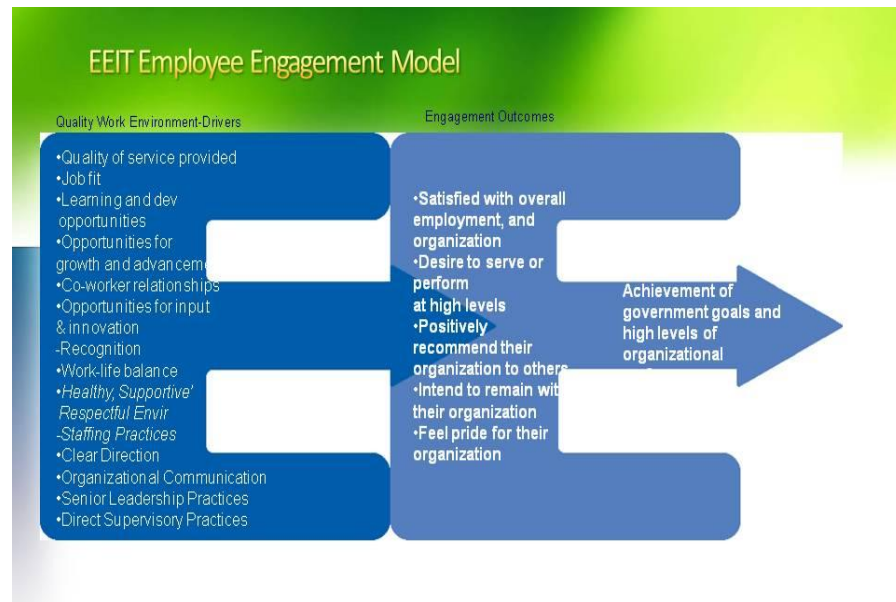 EEIT Employee Engagement Model
Quality Work Environment-Drivers
•Quality of service provided
•Job fit
•Learning and dev
opportunities
•Opportunities for
growth and advanceme
•Co-worker relationships
•Opportunities for input
& innovation
-Recognition
•Work-life balance
•Healthy, Supportive'
Respectful Envir
-Staffing Practices
•Clear Direction
•Organizational Communication
•Senior Leadership Practices
•Direct Supervisory Practices
Engagement Outcomes
•Satisfied with overall
employment, and
organization
•Desire to serve or
perform
at high levels
•Positively
recommend their
organization to others
•Intend to remain wit
their organization
•Feel pride for their
organization
Achievement of
government goals and
high levels of
organizational